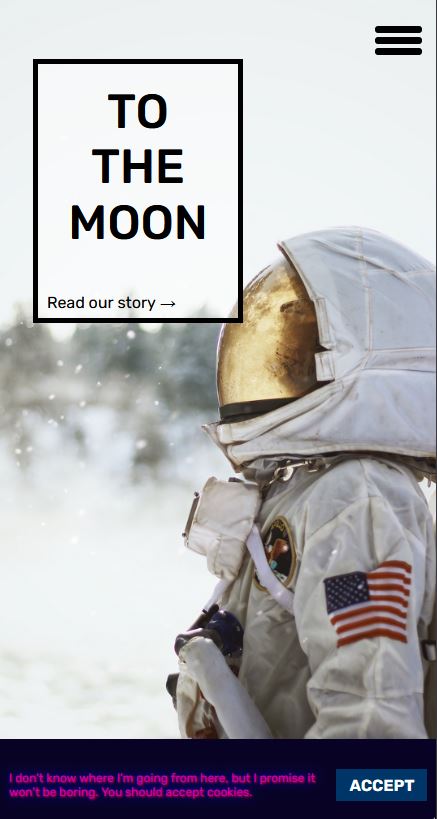 TO
THE
MOON
Read our story →
I don't know where I'm going from here, but I promise it
won't be boring. You should accept cookies.
ACCEPT